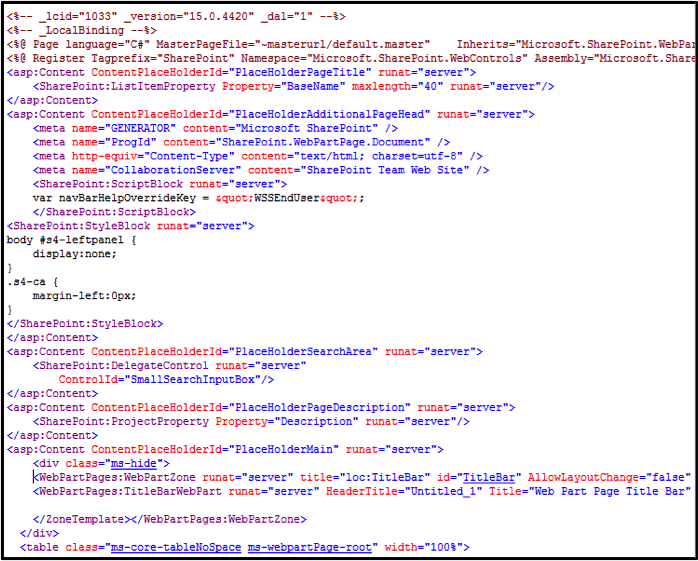 <%-- _lcid="1033" _version="15.0.4420" _dal="1" --%>
<%-- _LocalBinding --%>
<%@ Page language="C#" MasterPageFile="~masterurl/default.master"    Inherits="Microsoft.SharePoint.WebPar
<%@ Register Tagprefix="SharePoint" Namespace="Microsoft.SharePoint.WebControls" Assembly="Microsoft.Share
<asp:Content ContentPlaceHolderId="PlaceHolderPageTitle" runat="server">
    <SharePoint:ListItemProperty Property="BaseName" maxlength="40" runat="server"/>
</asp:Content>
<asp:Content ContentPlaceHolderId="PlaceHolderAdditionalPageHead" runat="server">
    <meta name="GENERATOR" content="Microsoft SharePoint" />
    <meta name="ProgId" content="SharePoint.WebPartPage.Document" />
    <meta http-equiv="Content-Type" content="text/html; charset=utf-8" />
    <meta name="CollaborationServer" content="SharePoint Team Web Site" />
    <SharePoint:ScriptBlock runat="server">
    var navBarHelpOverrideKey = &quot;WSSEndUser&quot;;
    </SharePoint:ScriptBlock>
<SharePoint:StyleBlock runat="server">
body #s4-leftpanel {
    display:none;
}
.s4-ca {
    margin-left:0px;
}
</SharePoint:StyleBlock>
</asp:Content>
<asp:Content ContentPlaceHolderId="PlaceHolderSearchArea" runat="server">
    <SharePoint:DelegateControl runat="server"
        ControlId="SmallSearchInputBox"/>
</asp:Content>
<asp:Content ContentPlaceHolderId="PlaceHolderPageDescription" runat="server">
    <SharePoint:ProjectProperty Property="Description" runat="server"/>
</asp:Content>
<asp:Content ContentPlaceHolderId="PlaceHolderMain" runat="server">
    <div class="ms-hide">
    <WebPartPages:WebPartZone runat="server" title="loc:TitleBar" id="TitleBar" AllowLayoutChange="false"
    <WebPartPages:TitleBarWebPart runat="server" HeaderTitle="Untitled_1" Title="Web Part Page Title Bar"
    </ZoneTemplate></WebPartPages:WebPartZone>
  </div>
  <table class="ms-core-tableNoSpace ms-webpartPage-root" width="100%">